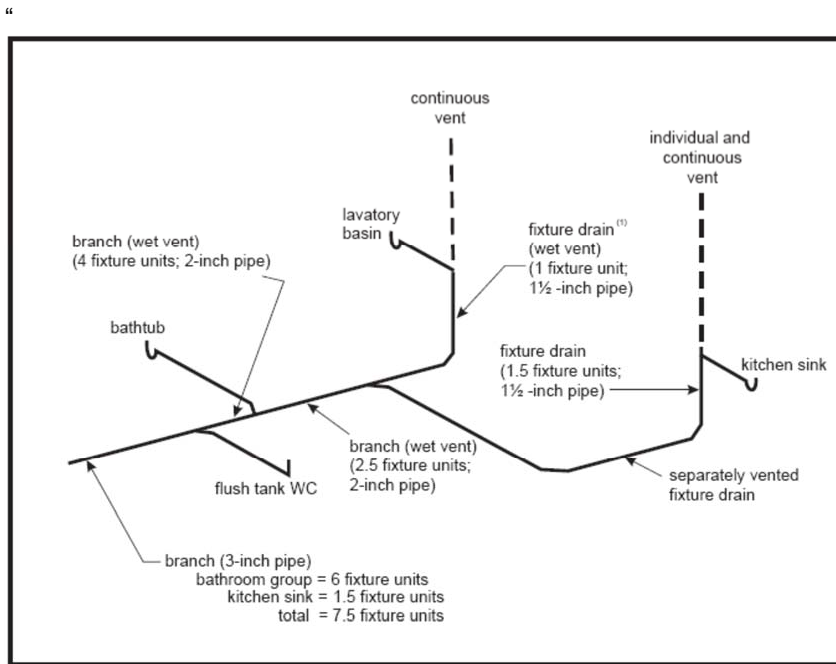 “
continuous
vent
individual and
continuous
vent
lavatory
basin
fixture drain⁽¹⁾
(wet vent)
(1 fixture unit;
1½ -inch pipe)
branch (wet vent)
(4 fixture units; 2-inch pipe)
bathtub
fixture drain
(1.5 fixture units;
1½ -inch pipe)
kitchen sink
branch (wet vent)
(2.5 fixture units;
2-inch pipe)
flush tank WC
separately vented
fixture drain
branch (3-inch pipe)
bathroom group = 6 fixture units
kitchen sink = 1.5 fixture units
total = 7.5 fixture units